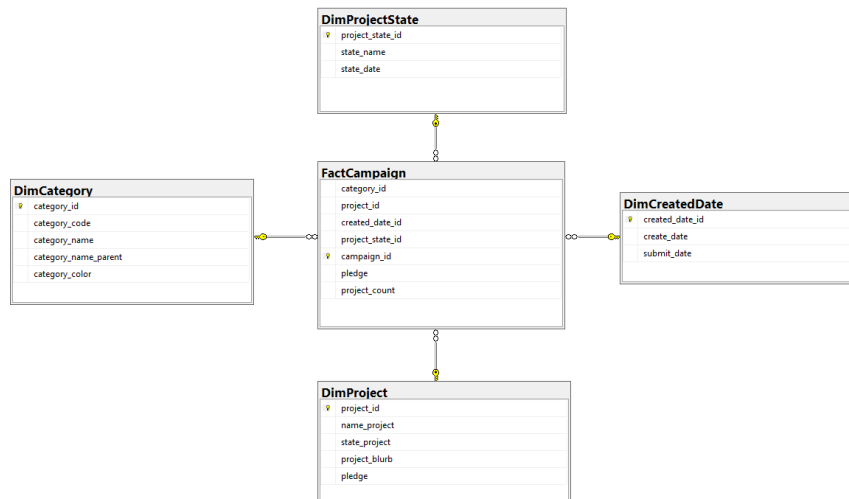 DimProjectState
project_state_id
state_name
state_date
DimCategory
category_id
category_code
category_name
category_name_parent
category_color
FactCampaign
category_id
project_id
created_date_id
project_state_id
campaign_id
pledge
project_count
DimCreatedDate
created_date_id
create_date
submit_date
DimProject
project_id
name_project
state_project
project_blurb
pledge